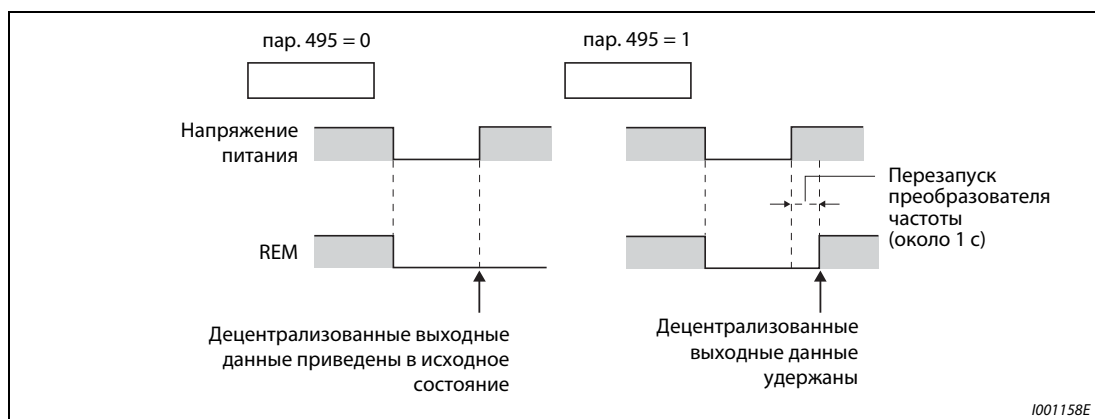 пар. 495 = 0
пар. 495 = 1
Напряжение
питания
Перезапуск
преобразователя
частоты
(около 1 с)
REM
Децентрализованные выходные
данные приведены в исходное
состояние
Децентрализованные
выходные данные
удержаны
I001158E